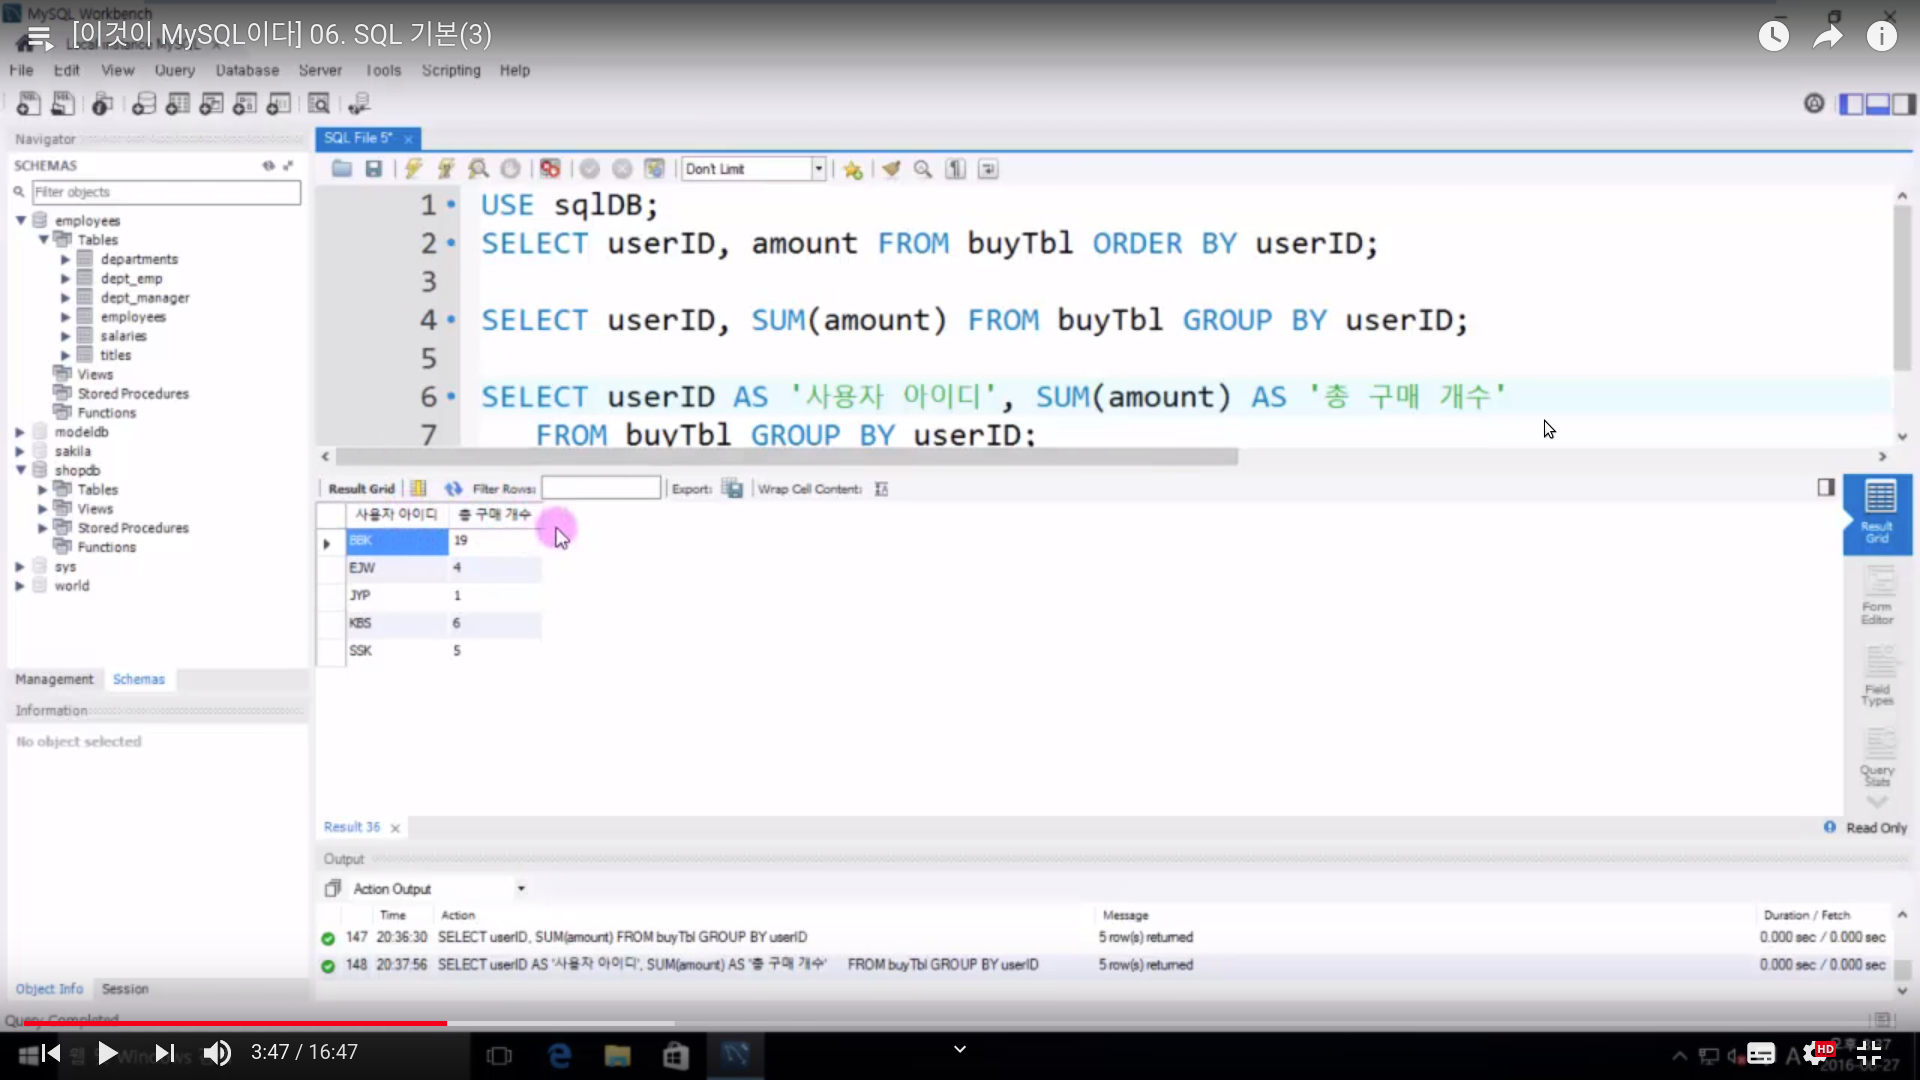 MySQL Workbench
[이것이 MySQL이다] 06. SQL 기본(3)
File Edit View Query Database Server Tools Scripting Help
Navigator
SQL File 5*
SCHEMAS
Don't Limit
Filter objects
employees
Tables
departments
dept_emp
dept_manager
employees
salaries
titles
Views
Stored Procedures
Functions
modeldb
sakila
shopdb
Tables
Views
Stored Procedures
Functions
sys
world
Management Schemas
Information
No object selected
Object Info Session
1 USE sqlDB;
2 SELECT userID, amount FROM buyTbl ORDER BY userID;
3
4 SELECT userID, SUM(amount) FROM buyTbl GROUP BY userID;
5
6 SELECT userID AS '사용자 아이디', SUM(amount) AS '총 구매 개수'
7 FROM buyTbl GROUP BY userID;
Result Grid Filter Rows: Export: Wrap Cell Content:
사용자 아이디 총 구매 개수
BBK 19
EJW 4
JYP 1
KBS 6
SSK 5
Result Grid
Form Editor
Field Types
Query Stats
Result 36
Read Only
Output
Action Output
Time Action Message Duration / Fetch
147 20:36:30 SELECT userID, SUM(amount) FROM buyTbl GROUP BY userID 5 row(s) returned 0.000 sec / 0.000 sec
148 20:37:56 SELECT userID AS '사용자 아이디', SUM(amount) AS '총 구매 개수' FROM buyTbl GROUP BY userID 5 row(s) returned 0.000 sec / 0.000 sec
Query Completed
3:47 / 16:47
HD